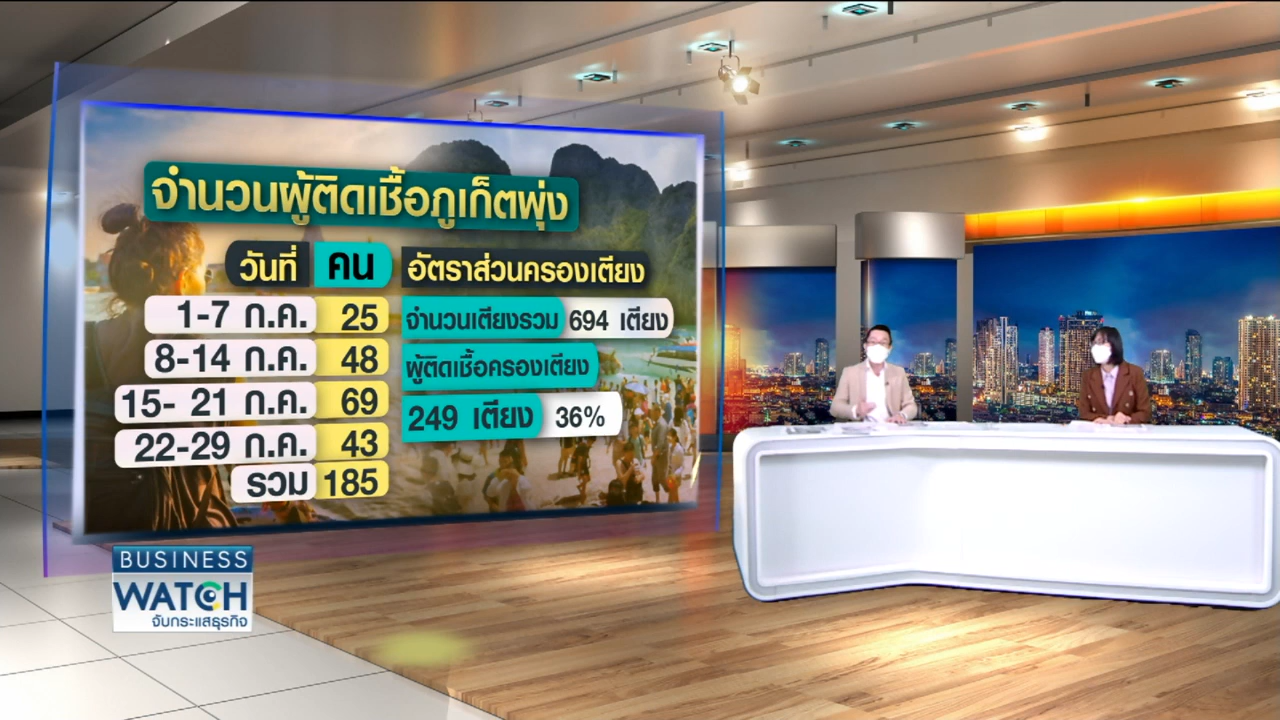 จำนวนผู้ติดเชื้อภูเก็ตพุ่ง
วันที่ คน
1-7 ก.ค. 25
8-14 ก.ค. 48
15- 21 ก.ค. 69
22-29 ก.ค. 43
รวม 185
อัตราส่วนครองเตียง
จำนวนเตียงรวม 694 เตียง
ผู้ติดเชื้อครองเตียง
249 เตียง 36%
BUSINESS
WATCH
จับกระแสธุรกิจ